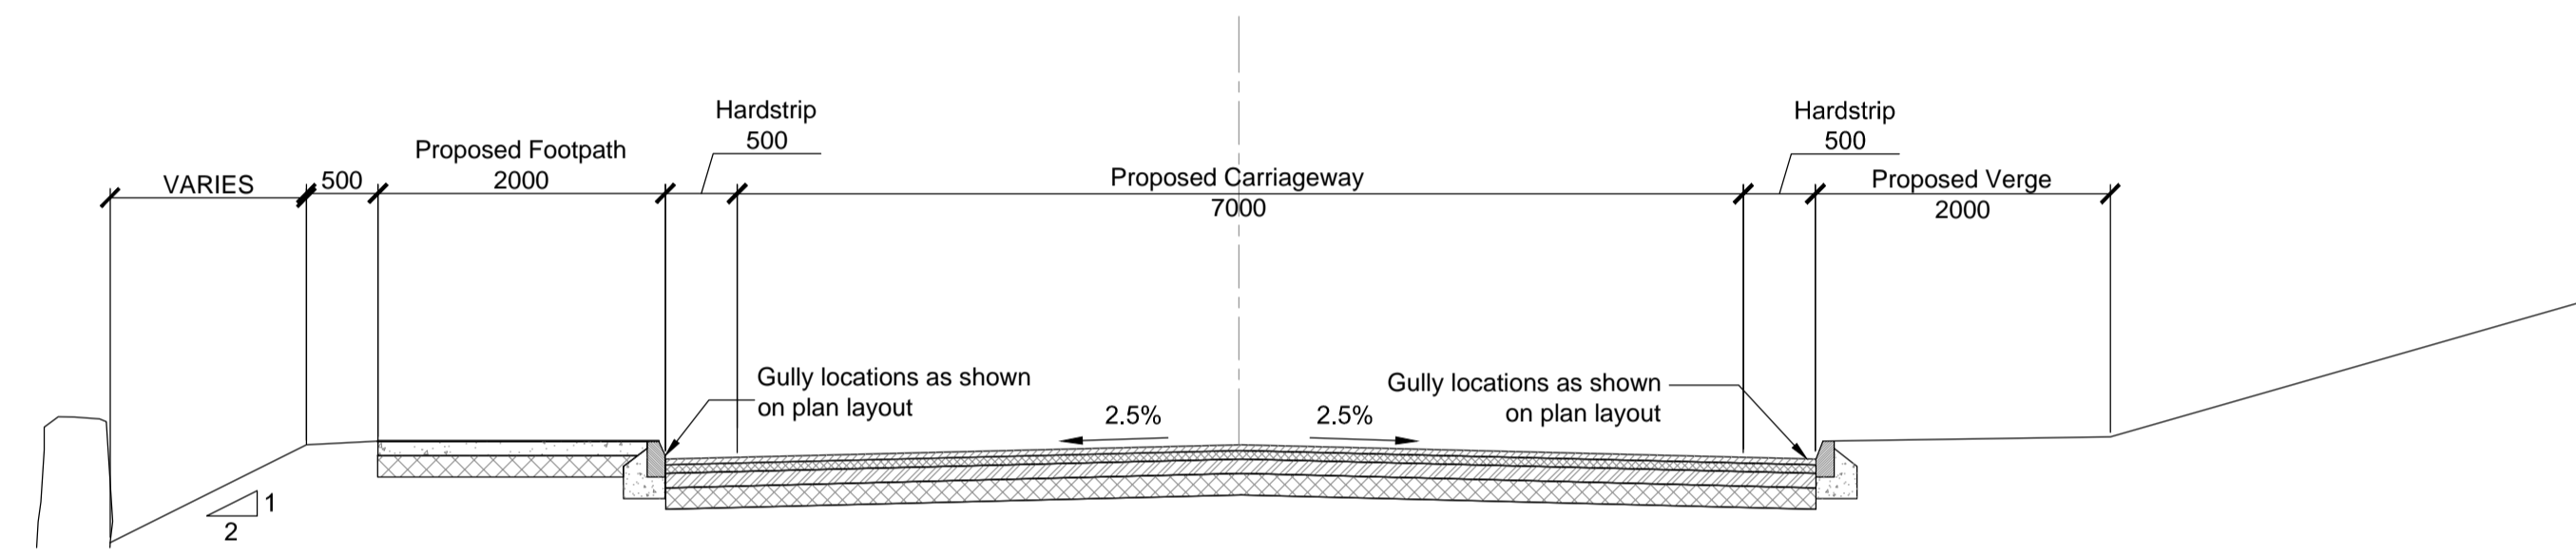 Hardstrip
500
Hardstrip
500
Proposed Footpath
2000
VARIES
500
Proposed Carriageway
7000
Proposed Verge
2000
Gully locations as shown
on plan layout
2.5%
2.5%
Gully locations as shown
on plan layout
1
2